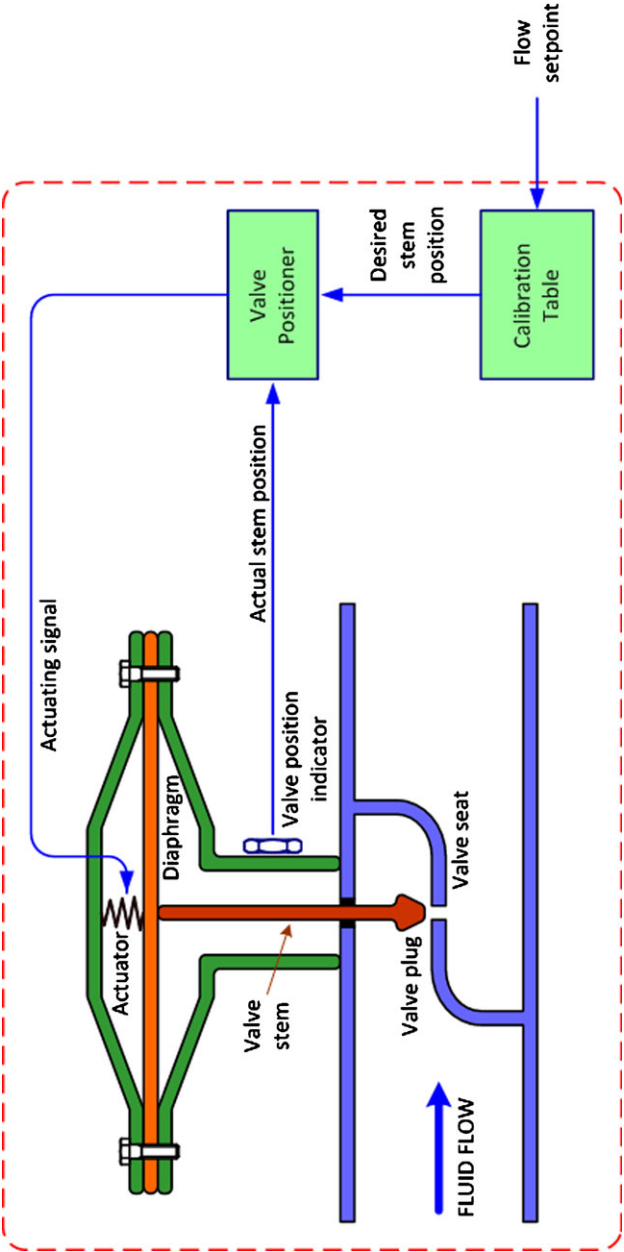 Actuating signal
Actuator
Diaphragm
Valve position
indicator
Actual stem position
Valve
Positioner
Flow
setpoint
Desired
stem
position
Calibration
Table
Valve
stem
Valve plug
Valve seat
FLUID FLOW